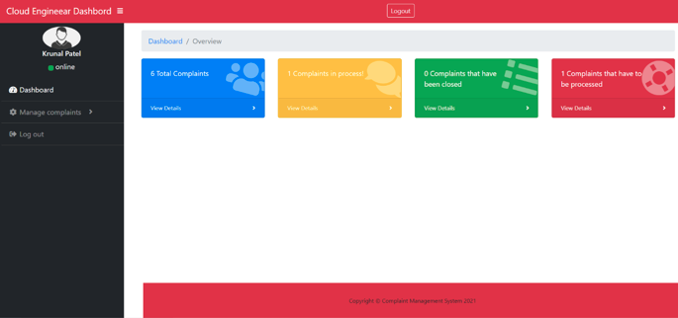 Cloud Engineear Dashbord
Logout
Krunal Patel
online
Dashboard
Manage complaints
Log out
Dashboard / Overview
6 Total Complaints
View Details
1 Complaints in process!
View Details
0 Complaints that have
been closed
View Details
1 Complaints that have to
be processed
View Details
Copyright © Complaint Management System 2021